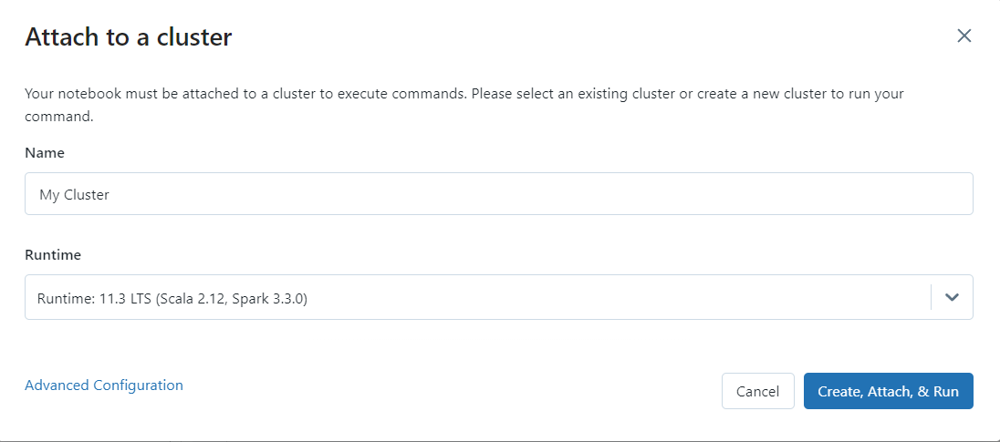 Attach to a cluster
Your notebook must be attached to a cluster to execute commands. Please select an existing cluster or create a new cluster to run your
command.
Name
My Cluster
Runtime
Runtime: 11.3 LTS (Scala 2.12, Spark 3.3.0)
Advanced Configuration
Cancel
Create, Attach, & Run